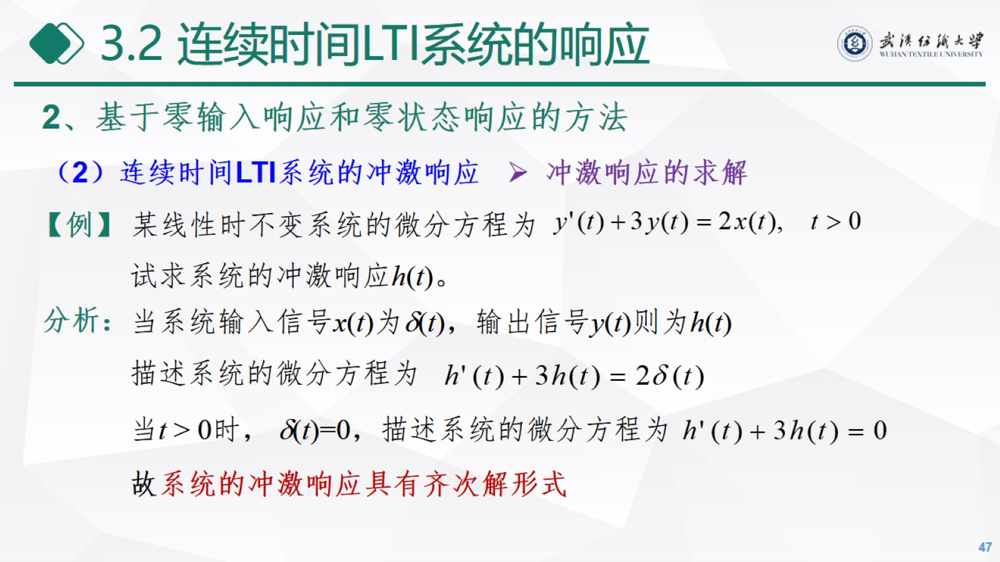 3.2 连续时间LTI系统的响应
武汉纺织大学
WUHAN TEXTILE UNIVERSITY
2、基于零输入响应和零状态响应的方法
（2）连续时间LTI系统的冲激响应 ➢ 冲激响应的求解
【例】某线性时不变系统的微分方程为 y'(t)+3y(t)=2x(t), t>0
试求系统的冲激响应h(t)。
分析：当系统输入信号x(t)为δ(t)，输出信号y(t)则为h(t)
描述系统的微分方程为 h'(t)+3h(t)=2δ(t)
当t > 0时， δ(t)=0，描述系统的微分方程为 h'(t)+3h(t)=0
故系统的冲激响应具有齐次解形式
47